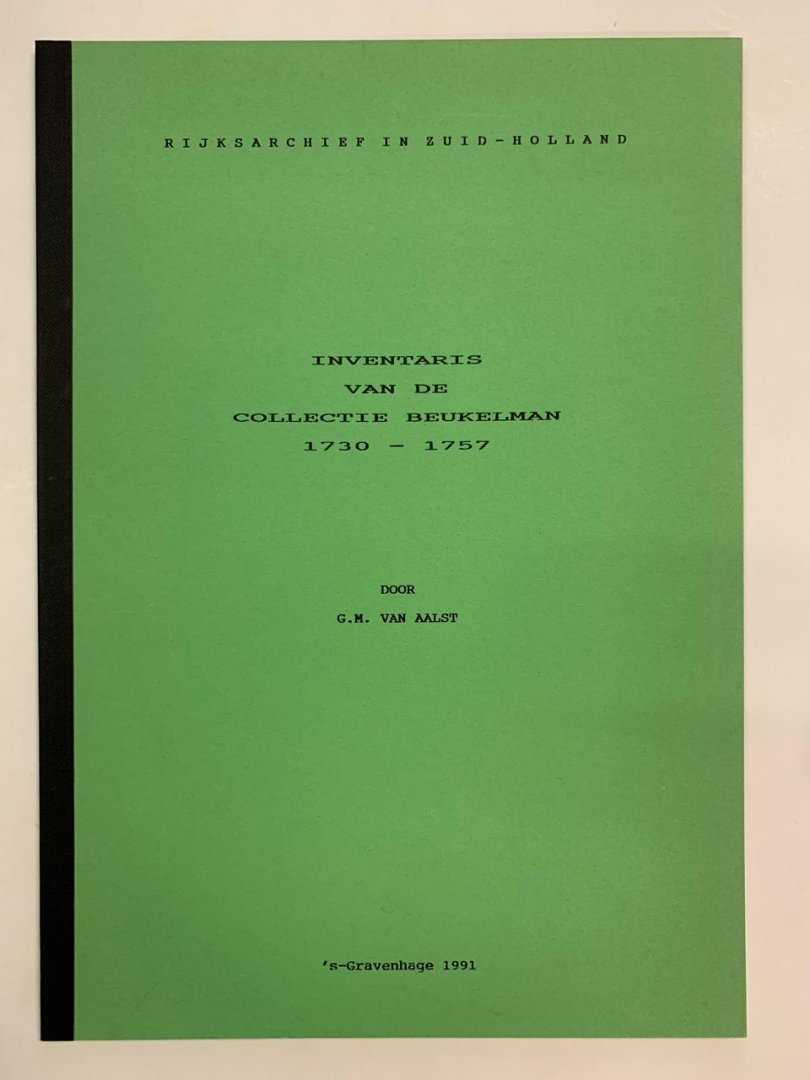 RIJKSARCHIEF IN ZUID-HOLLAND
INVENTARIS
VAN DE
COLLECTIE BEUKELMAN
1730 - 1757
DOOR
G.M. VAN AALST
's-Gravenhage 1991